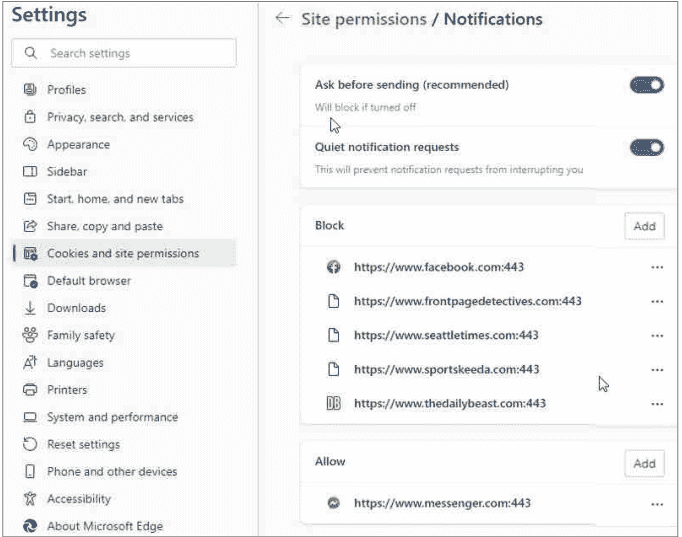 Settings
Search settings
Profiles
Privacy, search, and services
Appearance
Sidebar
Start, home, and new tabs
Share, copy and paste
Cookies and site permissions
Default browser
Downloads
Family safety
Languages
Printers
System and performance
Reset settings
Phone and other devices
Accessibility
About Microsoft Edge
Site permissions / Notifications
Ask before sending (recommended)
Will block if turned off
Quiet notification requests
This will prevent notification requests from interrupting you
Block
Add
https://www.facebook.com:443
https://www.frontpagedetectives.com:443
https://www.seattletimes.com:443
https://www.sportskeeda.com:443
https://www.thedailybeast.com:443
Allow
Add
https://www.messenger.com:443